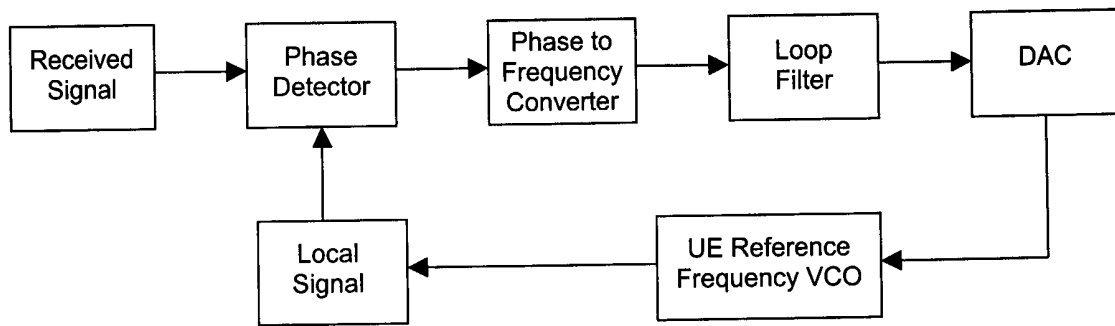 Received
Signal
Phase
Detector
Phase to
Frequency
Converter
Loop
Filter
DAC
Local
Signal
UE Reference
Frequency VCO